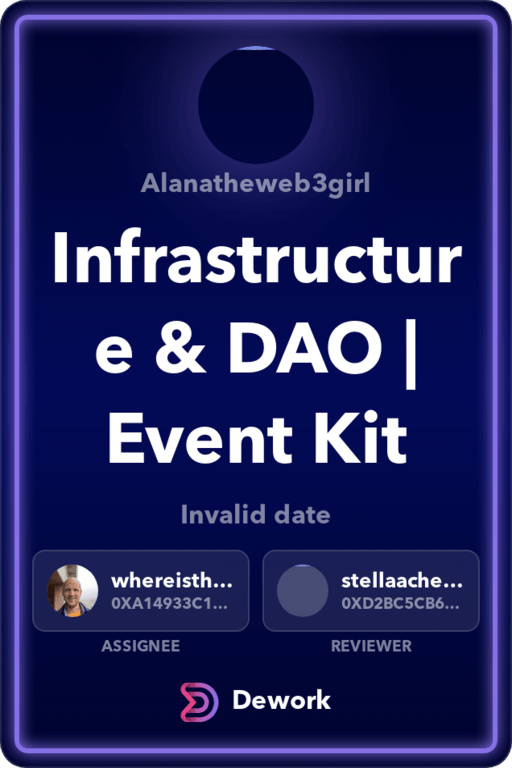 Alanatheweb3girl
Infrastructur
e & DAO |
Event Kit
Invalid date
whereisth...
0XA14933C1...
stellaache...
0XD2BC5CB6...
ASSIGNEE
REVIEWER
Dework